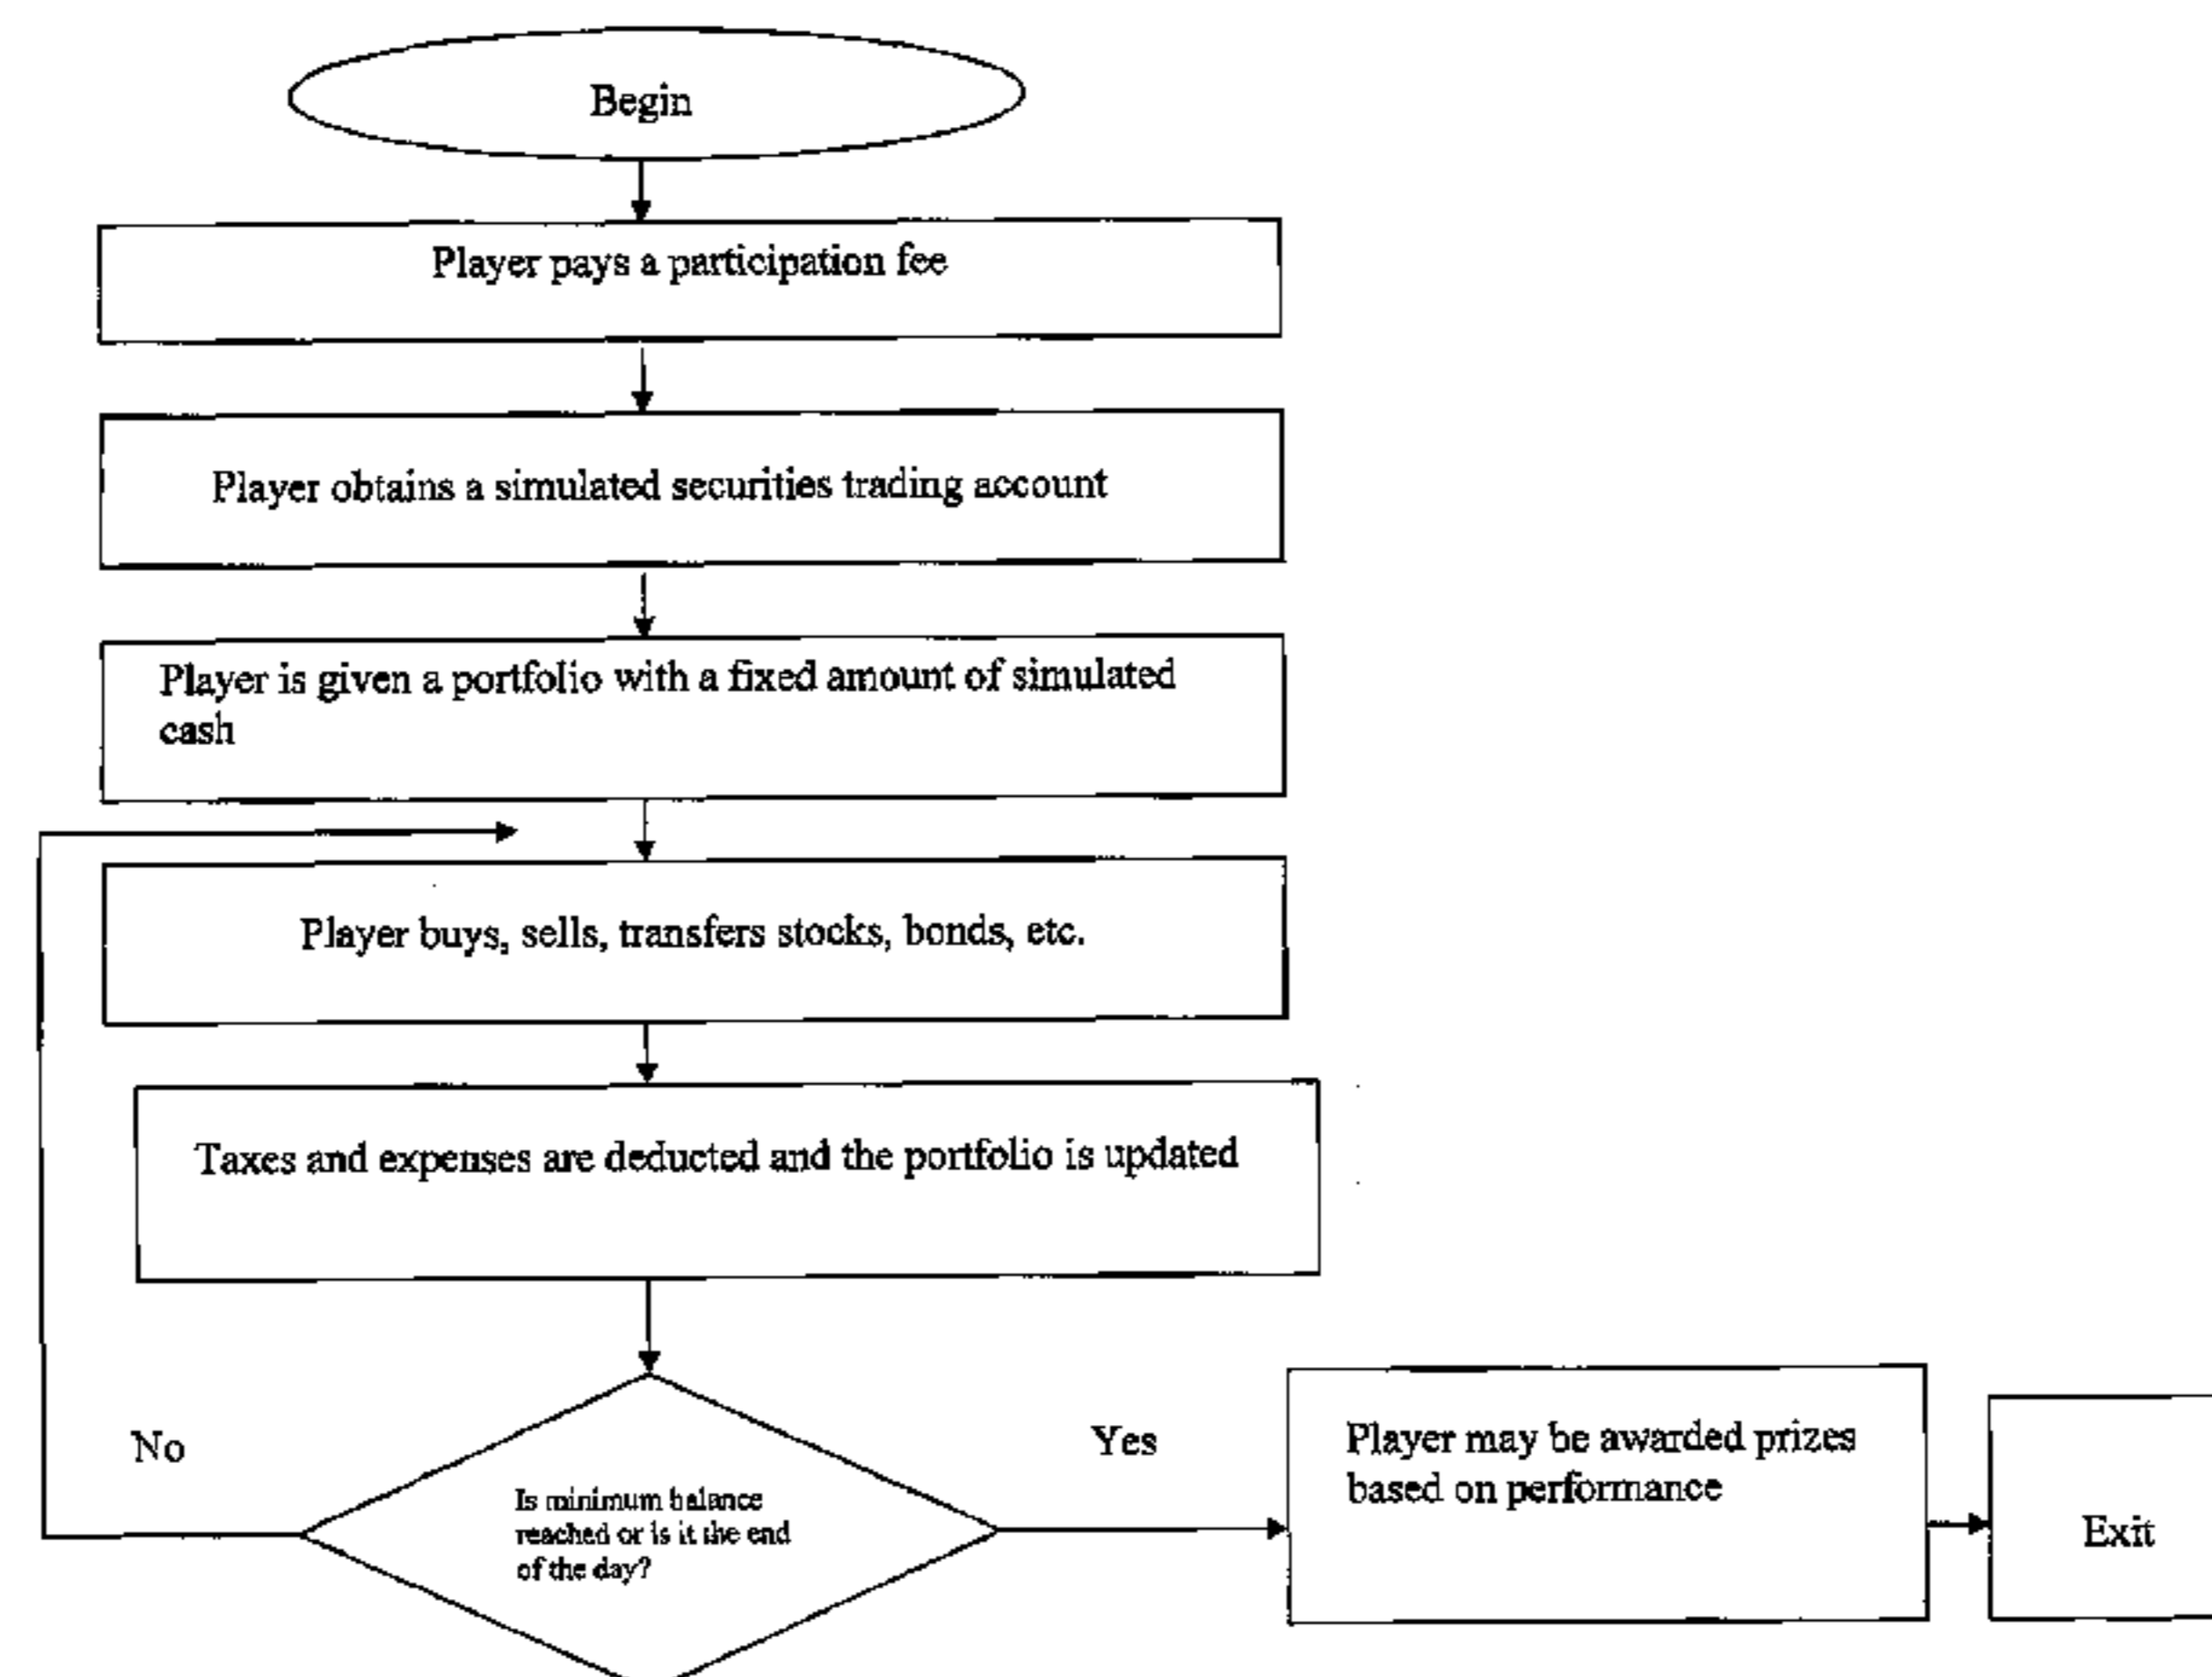 Begin
Player pays a participation fee
Player obtains a simulated securities trading account
Player is given a portfolio with a fixed amount of simulated
cash
Player buys, sells, transfers stocks, bonds, etc.
Taxes and expenses are deducted and the portfolio is updated
No
Is minimum balance
reached or is it the end
of the day?
Yes
Player may be awarded prizes
based on performance
Exit